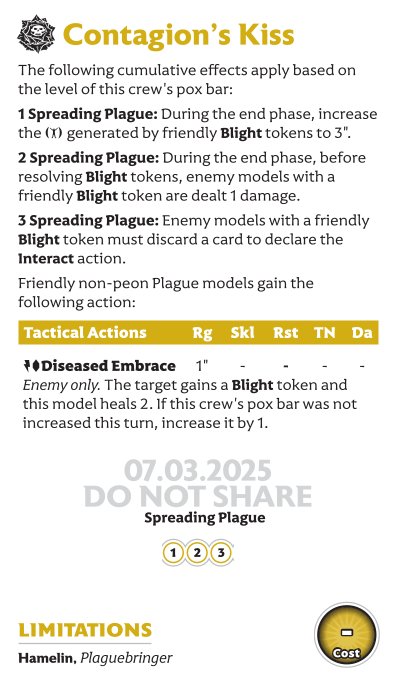 Contagion's Kiss
The following cumulative effects apply based on
the level of this crew's pox bar:
1 Spreading Plague: During the end phase, increase
the generated by friendly Blight tokens to 3".
2 Spreading Plague: During the end phase, before
resolving Blight tokens, enemy models with a
friendly Blight token are dealt 1 damage.
3 Spreading Plague: Enemy models with a friendly
Blight token must discard a card to declare the
Interact action.
Friendly non-peon Plague models gain the
following action:
Tactical Actions Rg Skl Rst TN Da
Diseased Embrace 1" - - - -
Enemy only. The target gains a Blight token and
this model heals 2. If this crew's pox bar was not
increased this turn, increase it by 1.
07.03.2025
DO NOT SHARE
Spreading Plague
1 2 3
-
Cost
LIMITATIONS
Hamelin, Plaguebringer